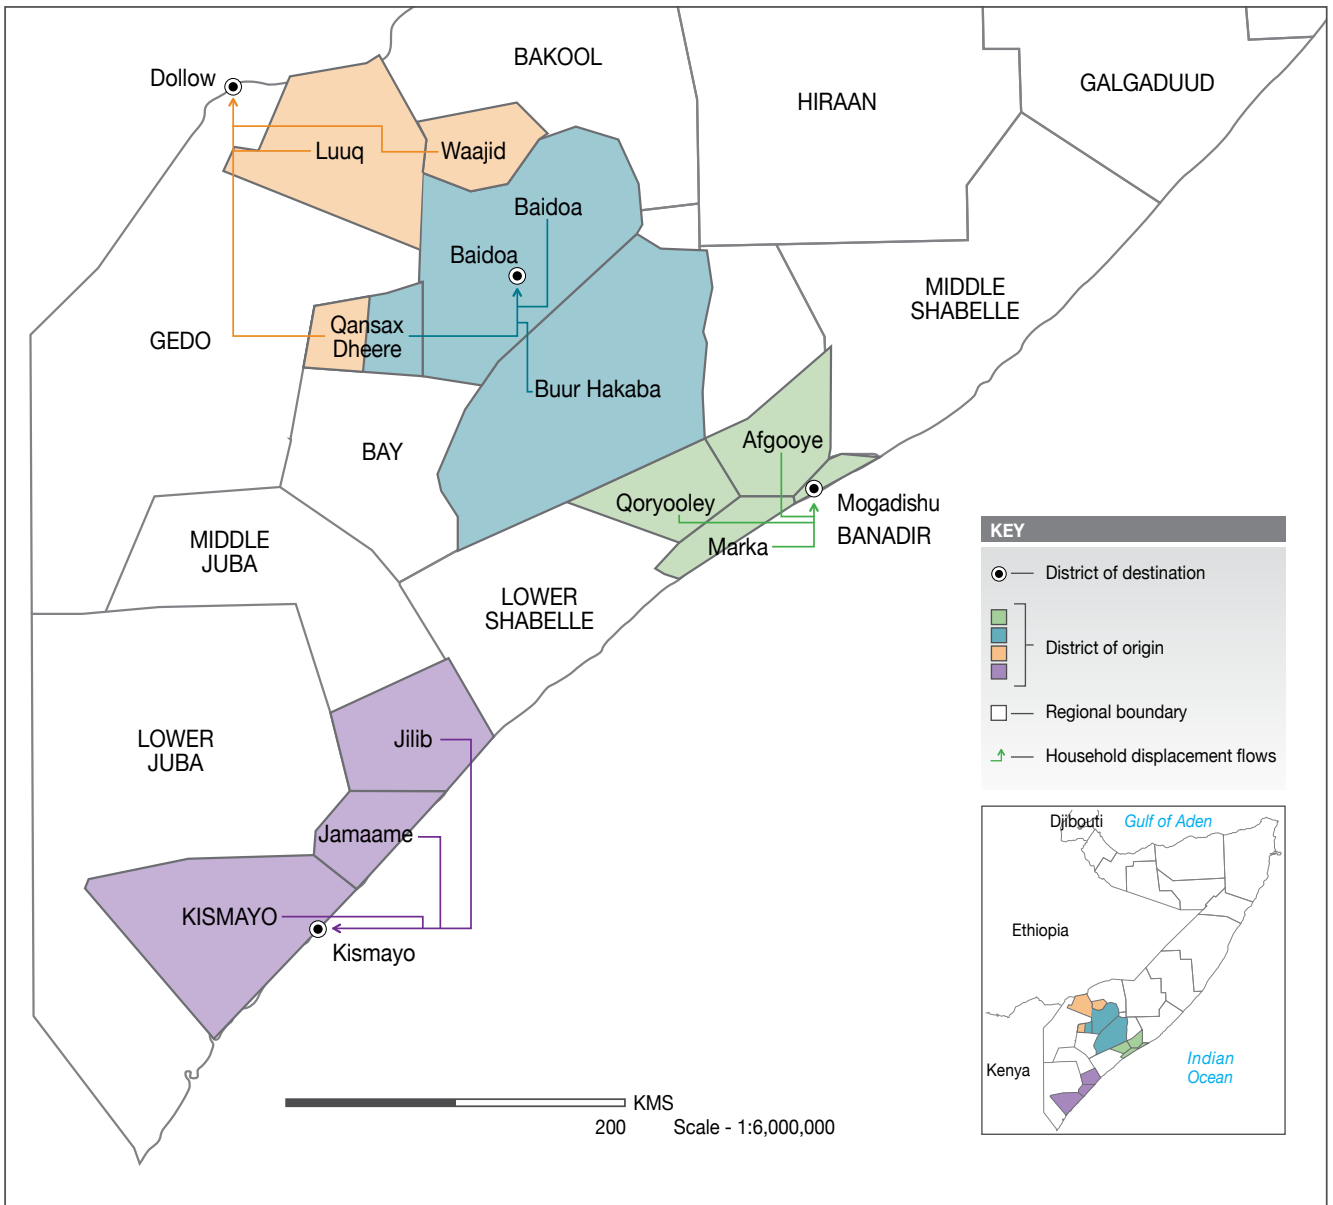 BAKOOL
Dollow
HIRAAN
GALGADUUD
Luuq
Waajid
Baidoa
Baidoa
MIDDLE
SHABELLE
GEDO
Qansax
Dheere
Buur Hakaba
BAY
Afgooye
Qoryooley
Mogadishu
BANADIR
Marka
MIDDLE
JUBA
LOWER
SHABELLE
LOWER
JUBA
Jilib
Jamaame
KISMAYO
Kismayo
KMS
200
Scale - 1:6,000,000
KEY
District of destination
District of origin
Regional boundary
Household displacement flows
Djibouti
Gulf of Aden
Ethiopia
Kenya
Indian
Ocean